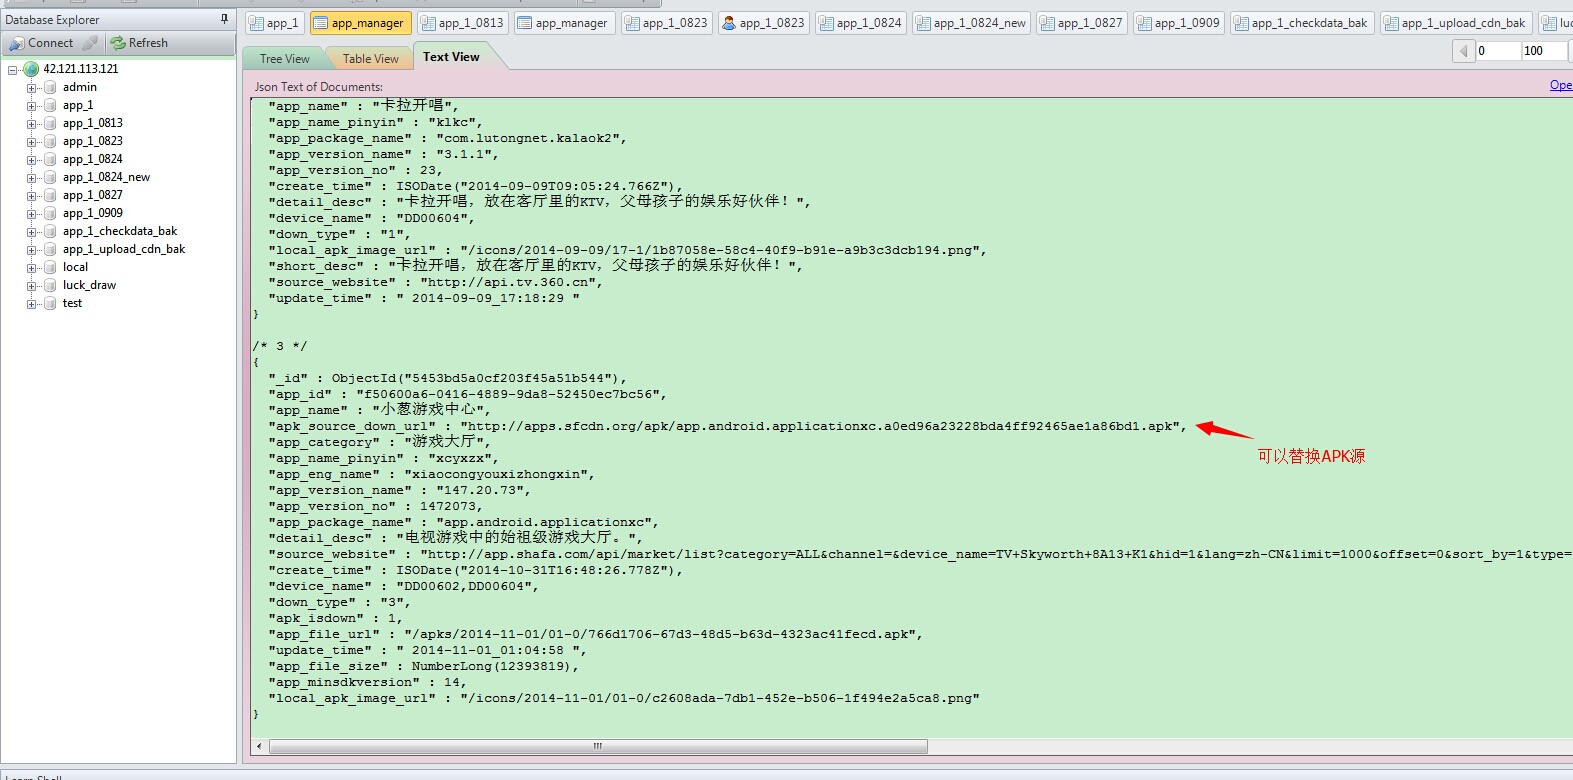 Database Explorer
Connect Refresh
42.121.113.121
admin
app_1
app_1_0813
app_1_0823
app_1_0824
app_1_0824_new
app_1_0827
app_1_0909
app_1_checkdata_bak
app_1_upload_cdn_bak
local
luck_draw
test
app_1 app_manager app_1_0813 app_manager app_1_0823 app_1_0823 app_1_0824 app_1_0824_new app_1_0827 app_1_0909 app_1_checkdata_bak app_1_upload_cdn_bak luc
Tree View Table View Text View
0 100
Json Text of Documents: Ope
"app_name" : "卡拉开唱",
"app_name_pinyin" : "klkc",
"app_package_name" : "com.lutongnet.kalaok2",
"app_version_name" : "3.1.1",
"app_version_no" : 23,
"create_time" : ISODate("2014-09-09T09:05:24.766Z"),
"detail_desc" : "卡拉开唱，放在客厅里的KTV，父母孩子的娱乐好伙伴！",
"device_name" : "DD00604",
"down_type" : "1",
"local_apk_image_url" : "/icons/2014-09-09/17-1/1b87058e-58c4-40f9-b91e-a9b3c3dcb194.png",
"short_desc" : "卡拉开唱，放在客厅里的KTV，父母孩子的娱乐好伙伴！",
"source_website" : "http://api.tv.360.cn",
"update_time" : " 2014-09-09_17:18:29 "
}
/* 3 */
{
"_id" : ObjectId("5453bd5a0cf203f45a51b544"),
"app_id" : "f50600a6-0416-4889-9da8-52450ec7bc56",
"app_name" : "小葱游戏中心",
"apk_source_down_url" : "http://apps.sfcdn.org/apk/app.android.applicationxc.a0ed96a23228bda4ff92465ae1a86bd1.apk",
"app_category" : "游戏大厅",
可以替换APK源
"app_name_pinyin" : "xcyxzx",
"app_eng_name" : "xiaocongyouxizhongxin",
"app_version_name" : "147.20.73",
"app_version_no" : 1472073,
"app_package_name" : "app.android.applicationxc",
"detail_desc" : "电视游戏中的始祖级游戏大厅。",
"source_website" : "http://app.shafa.com/api/market/list?category=ALL&channel=&device_name=TV+Skyworth+8A13+K1&hid=1&lang=zh-CN&limit=1000&offset=0&sort_by=1&type=
"create_time" : ISODate("2014-10-31T16:48:26.778Z"),
"device_name" : "DD00602,DD00604",
"down_type" : "3",
"apk_isdown" : 1,
"app_file_url" : "/apks/2014-11-01/01-0/766d1706-67d3-48d5-b63d-4323ac41fecd.apk",
"update_time" : " 2014-11-01_01:04:58 ",
"app_file_size" : NumberLong(12393819),
"app_minsdkversion" : 14,
"local_apk_image_url" : "/icons/2014-11-01/01-0/c2608ada-7db1-452e-b506-1f494e2a5ca8.png"
}